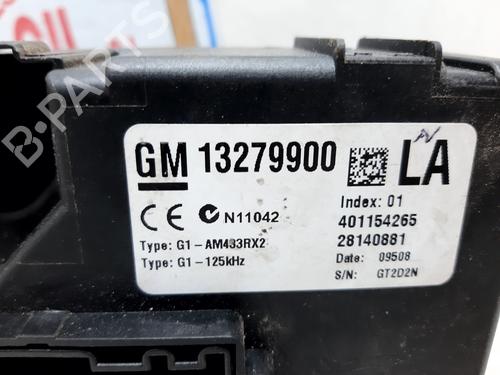 GM 13279900 LA
Index: 01
CE N11042
401154265
28140881
Type: G1-AM433RX2
Date: 09508
Type: G1-125kHz
S/N: GT2D2N
B-PARTS